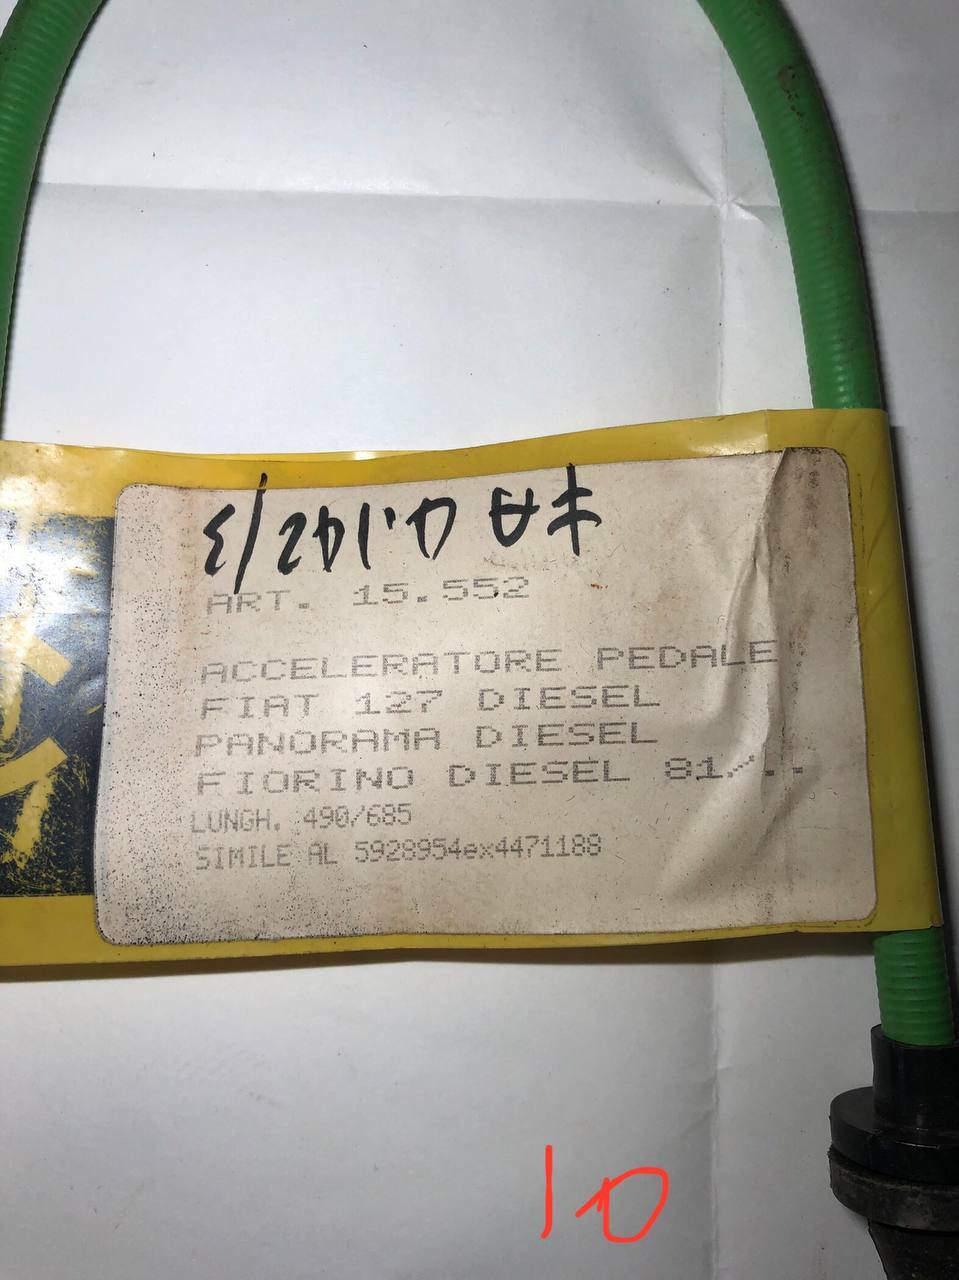 ART. 15.552
ACCELERATORE PEDALE
FIAT 127 DIESEL
PANORAMA DIESEL
FIORINO DIESEL 81/..
LUNGH. 490/685
SIMILE AL 5928954ex4471188
10